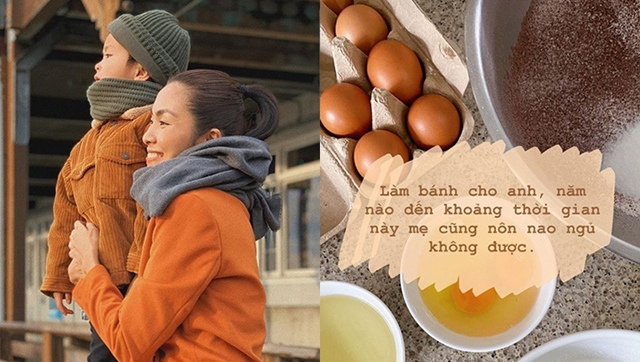 Làm bánh cho anh, năm
nào đến khoảng thời gian
này mẹ cũng nôn nao ngủ
không được.